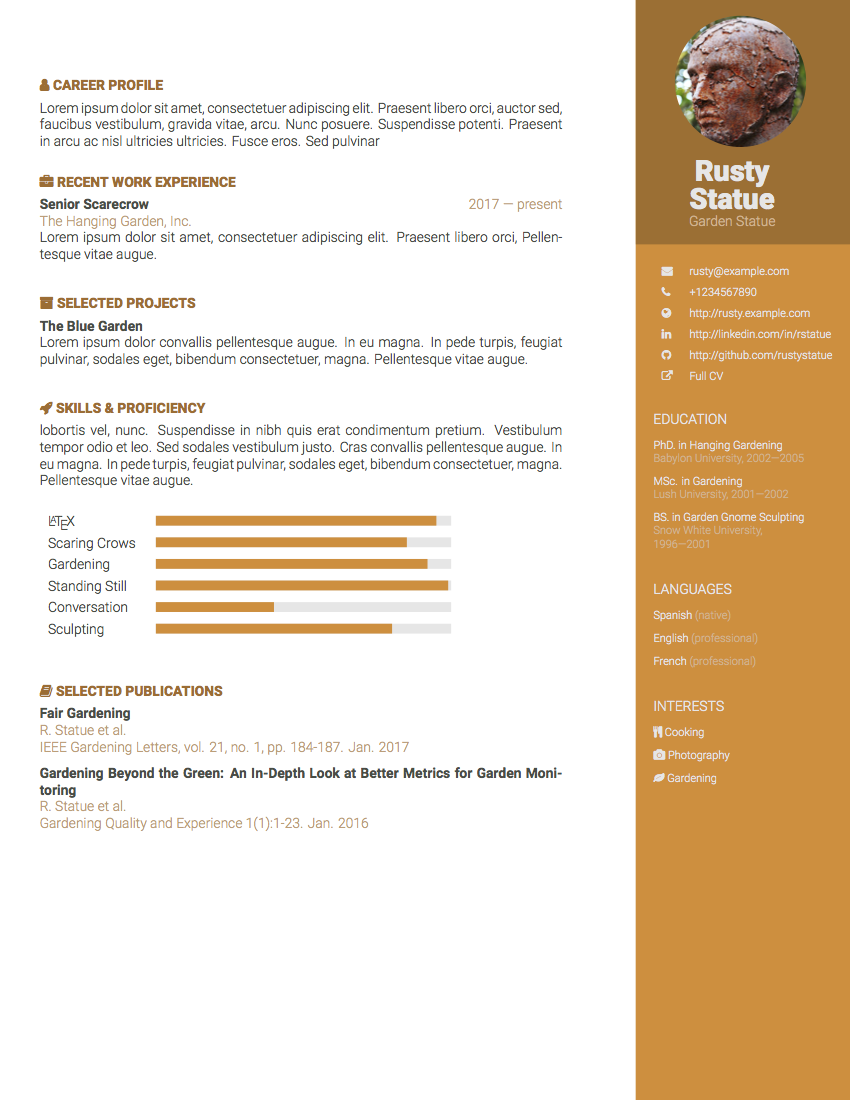 CAREER PROFILE
Lorem ipsum dolor sit amet, consectetuer adipiscing elit. Praesent libero orci, auctor sed,
faucibus vestibulum, gravida vitae, arcu. Nunc posuere. Suspendisse potenti. Praesent
in arcu ac nisl ultricies ultricies. Fusce eros. Sed pulvinar
RECENT WORK EXPERIENCE
Senior Scarecrow 2017 — present
The Hanging Garden, Inc.
Lorem ipsum dolor sit amet, consectetuer adipiscing elit. Praesent libero orci, Pellen-
tesque vitae augue.
SELECTED PROJECTS
The Blue Garden
Lorem ipsum dolor convallis pellentesque augue. In eu magna. In pede turpis, feugiat
pulvinar, sodales eget, bibendum consectetuer, magna. Pellentesque vitae augue.
SKILLS & PROFICIENCY
lobortis vel, nunc. Suspendisse in nibh quis erat condimentum pretium. Vestibulum
tempor odio et leo. Sed sodales vestibulum justo. Cras convallis pellentesque augue. In
eu magna. In pede turpis, feugiat pulvinar, sodales eget, bibendum consectetuer, magna.
Pellentesque vitae augue.
LATEX
Scaring Crows
Gardening
Standing Still
Conversation
Sculpting
SELECTED PUBLICATIONS
Fair Gardening
R. Statue et al.
IEEE Gardening Letters, vol. 21, no. 1, pp. 184-187. Jan. 2017
Gardening Beyond the Green: An In-Depth Look at Better Metrics for Garden Moni-
toring
R. Statue et al.
Gardening Quality and Experience 1(1):1-23. Jan. 2016
Rusty
Statue
Garden Statue
rusty@example.com
+1234567890
http://rusty.example.com
http://linkedin.com/in/rstatue
http://github.com/rustystatue
Full CV
EDUCATION
PhD. in Hanging Gardening
Babylon University, 2002—2005
MSc. in Gardening
Lush University, 2001—2002
BS. in Garden Gnome Sculpting
Snow White University,
1996—2001
LANGUAGES
Spanish (native)
English (professional)
French (professional)
INTERESTS
Cooking
Photography
Gardening